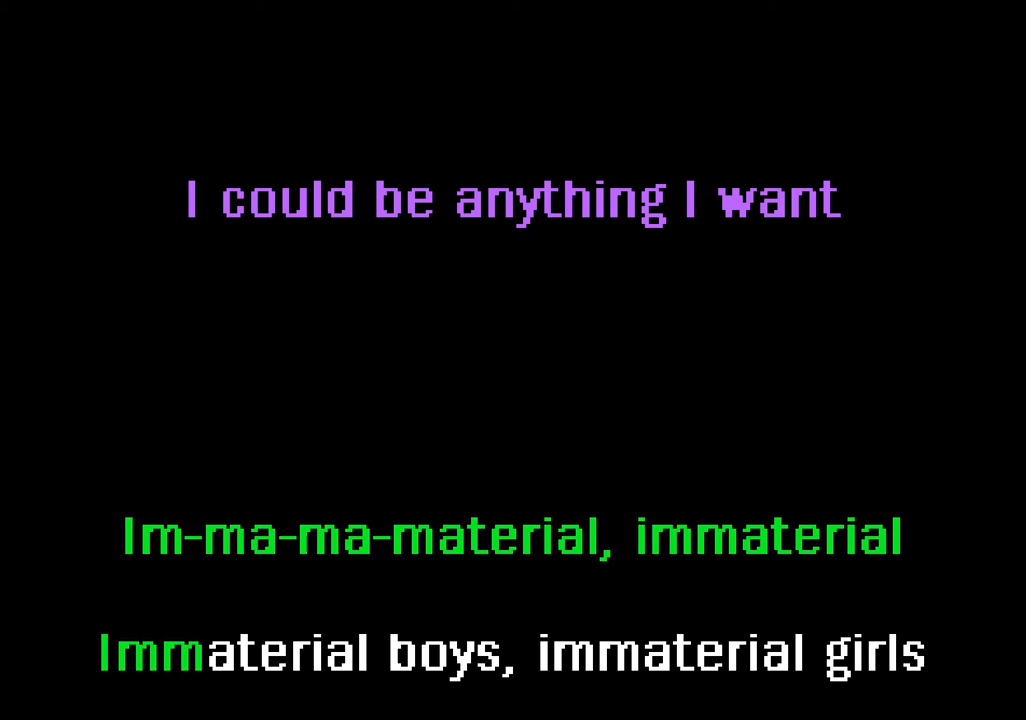 I could be anything I want
Im-ma-ma-material, immaterial
Immaterial boys, immaterial girls